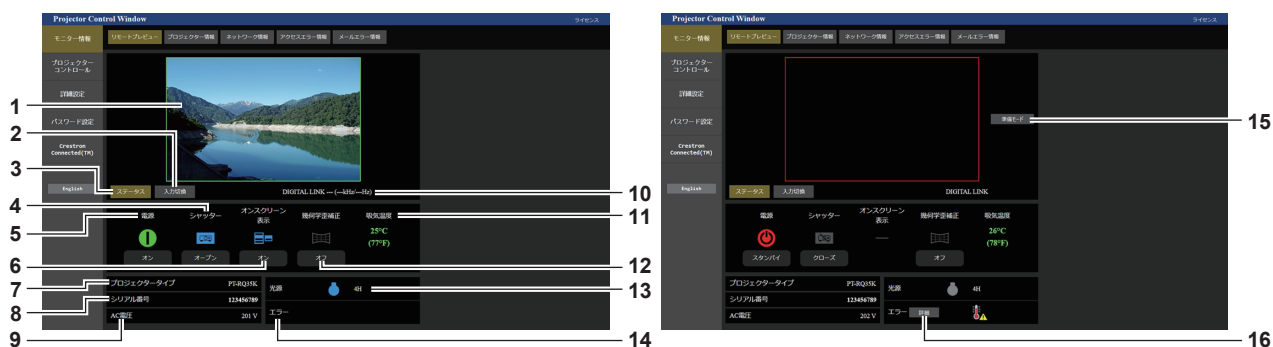 Projector Control Window
ライセンス
モニター情報
リモートプレビュー プロジェクター情報 ネットワーク情報 アクセスエラー情報 メールエラー情報
プロジェクター
コントロール
詳細設定
パスワード設定
Crestron
Connected(TM)
English
ステータス 入力切換
DIGITAL LINK --- (---kHz/---Hz)
電源 シャッター オンスクリーン
表示 幾何学歪補正 吸気温度
25°C
(77°F)
オン オープン オン オフ
プロジェクタータイプ PT-RQ35K
シリアル番号 123456789
AC電圧 201 V
光源 4H
エラー
1
2
3
4
5
6
7
8
9
10
11
12
13
14
Projector Control Window
ライセンス
モニター情報
リモートプレビュー プロジェクター情報 ネットワーク情報 アクセスエラー情報 メールエラー情報
プロジェクター
コントロール
詳細設定
パスワード設定
Crestron
Connected(TM)
English
準備モード
ステータス 入力切換
DIGITAL LINK
電源 シャッター オンスクリーン
表示 幾何学歪補正 吸気温度
26°C
(78°F)
スタンバイ クローズ オフ
プロジェクタータイプ PT-RQ35K
シリアル番号 123456789
AC電圧 202 V
光源 4H
エラー 詳細
15
16